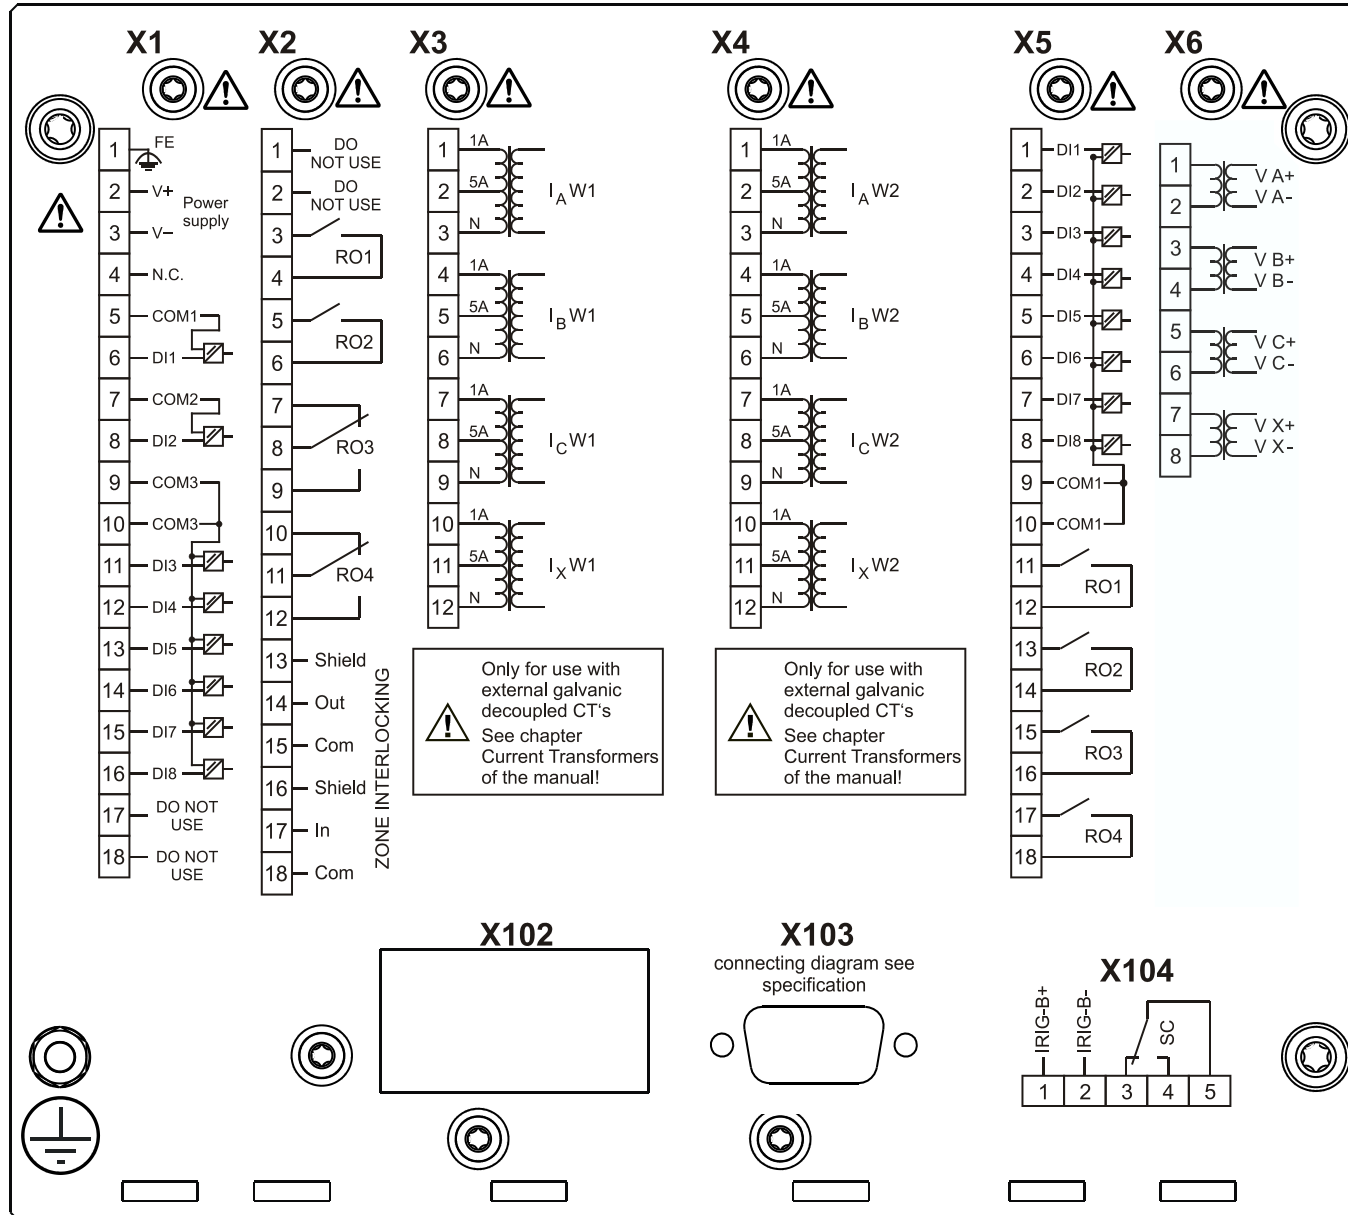 X1
1 FE
2 V+
Power
supply
3 V–
4 N.C.
5 COM1
6 DI1
7 COM2
8 DI2
9 COM3
10 COM3
11 DI3
12 DI4
13 DI5
14 DI6
15 DI7
16 DI8
17 DO NOT
USE
18 DO NOT
USE
X2
1 DO
NOT USE
2 DO
NOT USE
3
RO1
4
5
RO2
6
7
8 RO3
9
10
11 RO4
12
13 Shield
14 Out
15 Com
16 Shield
17 In
18 Com
ZONE INTERLOCKING
X3
1 1A
2 5A IA W1
3 N
4 1A
5 5A IB W1
6 N
7 1A
8 5A IC W1
9 N
10 1A
11 5A IX W1
12 N
Only for use with
external galvanic
decoupled CT‘s
See chapter
Current Transformers
of the manual!
X4
1 1A
2 5A IA W2
3 N
4 1A
5 5A IB W2
6 N
7 1A
8 5A IC W2
9 N
10 1A
11 5A IX W2
12 N
Only for use with
external galvanic
decoupled CT‘s
See chapter
Current Transformers
of the manual!
X5
1 DI1
2 DI2
3 DI3
4 DI4
5 DI5
6 DI6
7 DI7
8 DI8
9 COM1
10 COM1
11
RO1
12
13
RO2
14
15
RO3
16
17
RO4
18
X6
1 V A+
2 V A-
3 V B+
4 V B-
5 V C+
6 V C-
7 V X+
8 V X-
X102
X103
connecting diagram see
specification
X104
IRIG-B+
IRIG-B-
SC
1 2 3 4 5